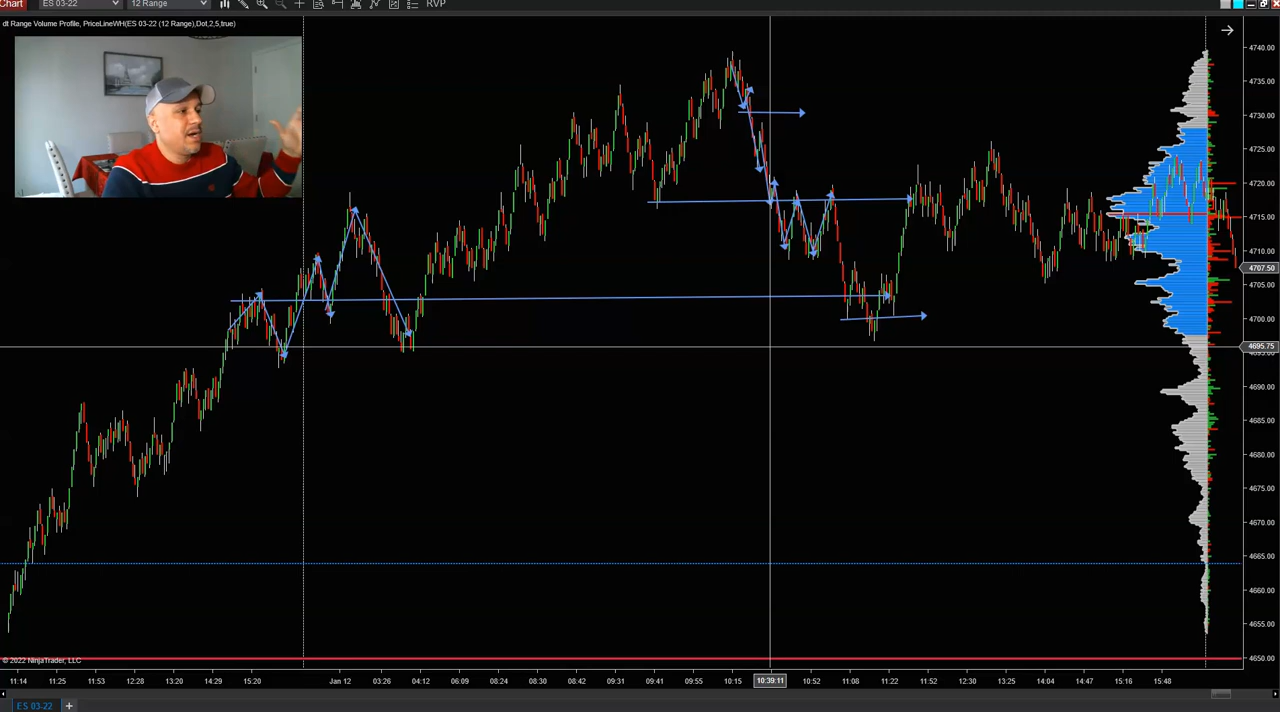 Chart
ES 03-22
12 Range
RVP
dt Range Volume Profile, PriceLineWH(ES 03-22 (12 Range),Dot,2,5,true)
4740.00
4735.00
4730.00
4725.00
4720.00
4715.00
4710.00
4707.50
4705.00
4700.00
4695.75
4690.00
4685.00
4680.00
4675.00
4670.00
4665.00
4660.00
4655.00
4650.00
© 2022 NinjaTrader, LLC
11:14 11:25 11:53 12:28 13:20 14:29 15:20 Jan 12 03:26 04:12 06:09 08:24 08:30 08:42 09:31 09:41 09:55 10:15 10:39:11 10:52 11:08 11:22 11:52 12:39 13:25 14:04 14:47 15:16 15:48
ES 03-22